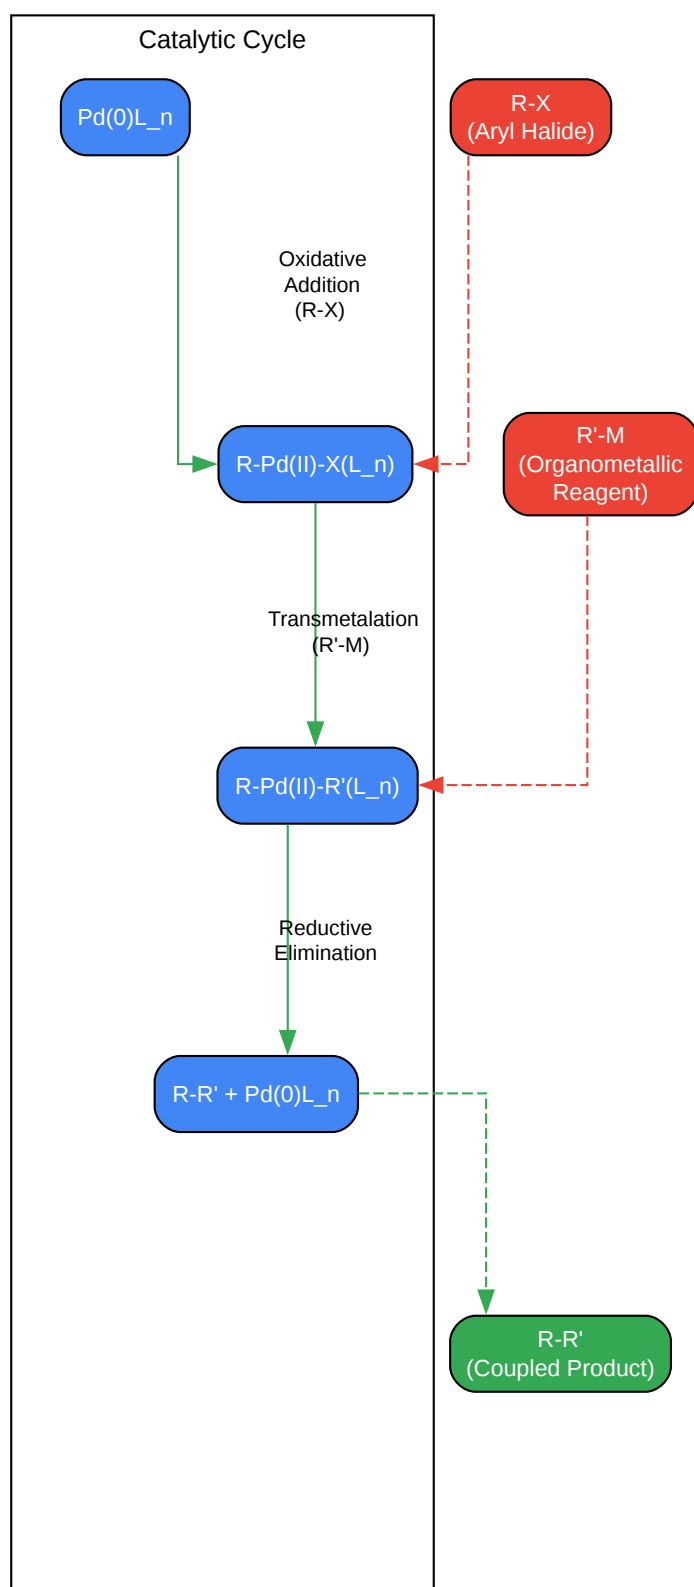 Catalytic Cycle
Pd(0)L_n
R-X
(Aryl Halide)
Oxidative
Addition
(R-X)
R-Pd(II)-X(L_n)
R'-M
(Organometallic
Reagent)
Transmetalation
(R'-M)
R-Pd(II)-R'(L_n)
Reductive
Elimination
R-R' + Pd(0)L_n
R-R'
(Coupled Product)